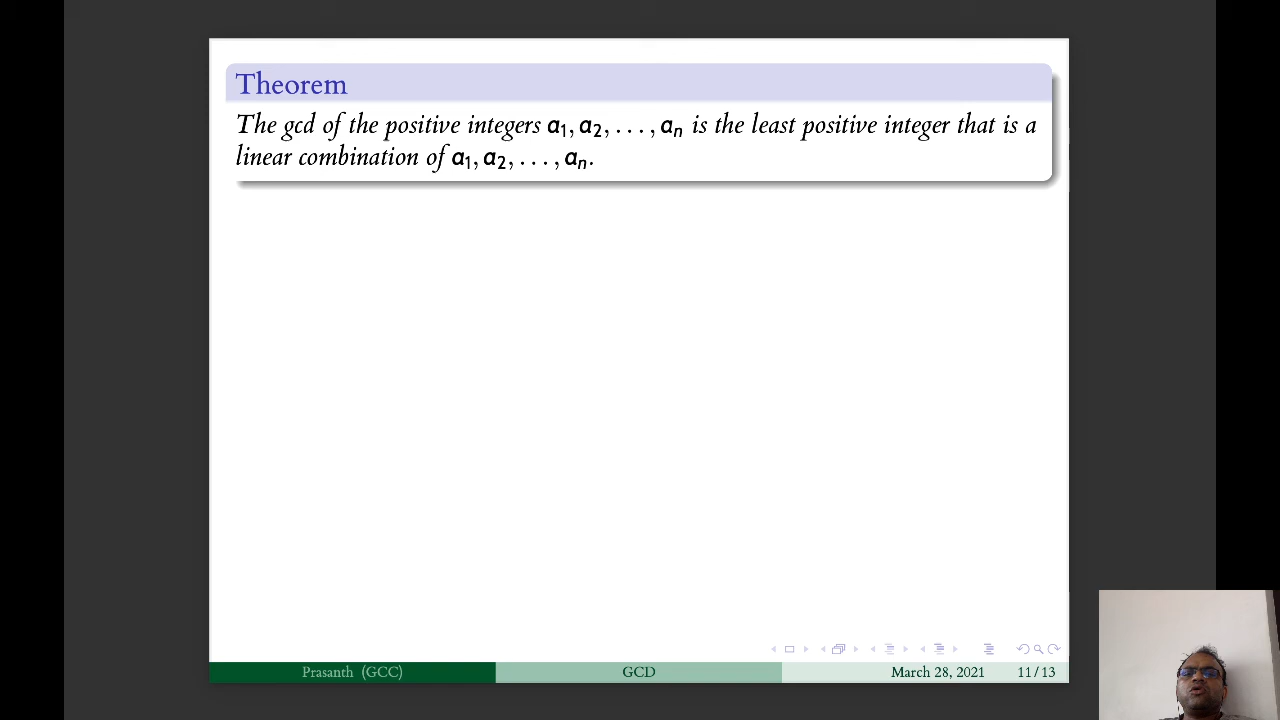 Theorem
The gcd of the positive integers a₁, a₂, . . . , aₙ is the least positive integer that is a
linear combination of a₁, a₂, . . . , aₙ.
Prasanth (GCC) GCD March 28, 2021 11 / 13